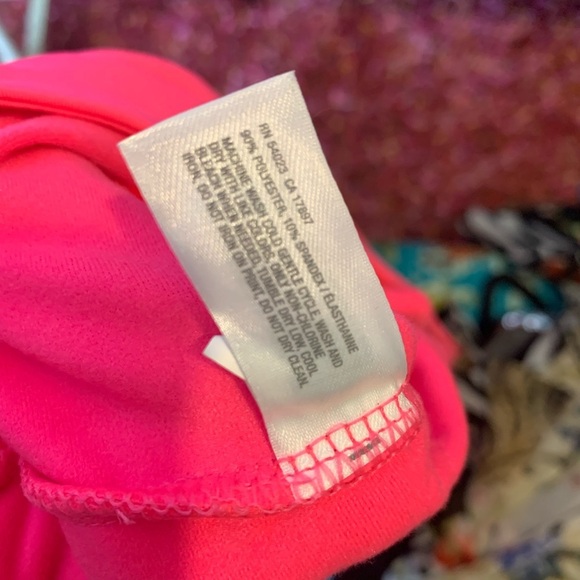 RN 54023 CA 17897
90% POLYESTER, 10% SPANDEX / ELASTHANNE
MACHINE WASH COLD GENTLE CYCLE. WASH AND
DRY WITH LIKE COLORS, ONLY NON-CHLORINE
BLEACH WHEN NEEDED, TUMBLE DRY LOW, COOL
IRON, DO NOT IRON ON PRINT, DO NOT DRY CLEAN.